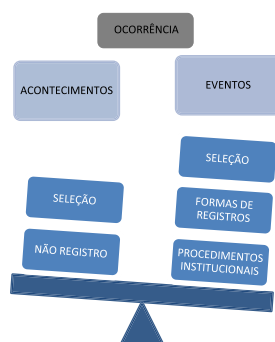 OCORRÊNCIA
ACONTECIMENTOS
EVENTOS
SELEÇÃO
SELEÇÃO
FORMAS DE
REGISTROS
NÃO REGISTRO
PROCEDIMENTOS
INSTITUCIONAIS